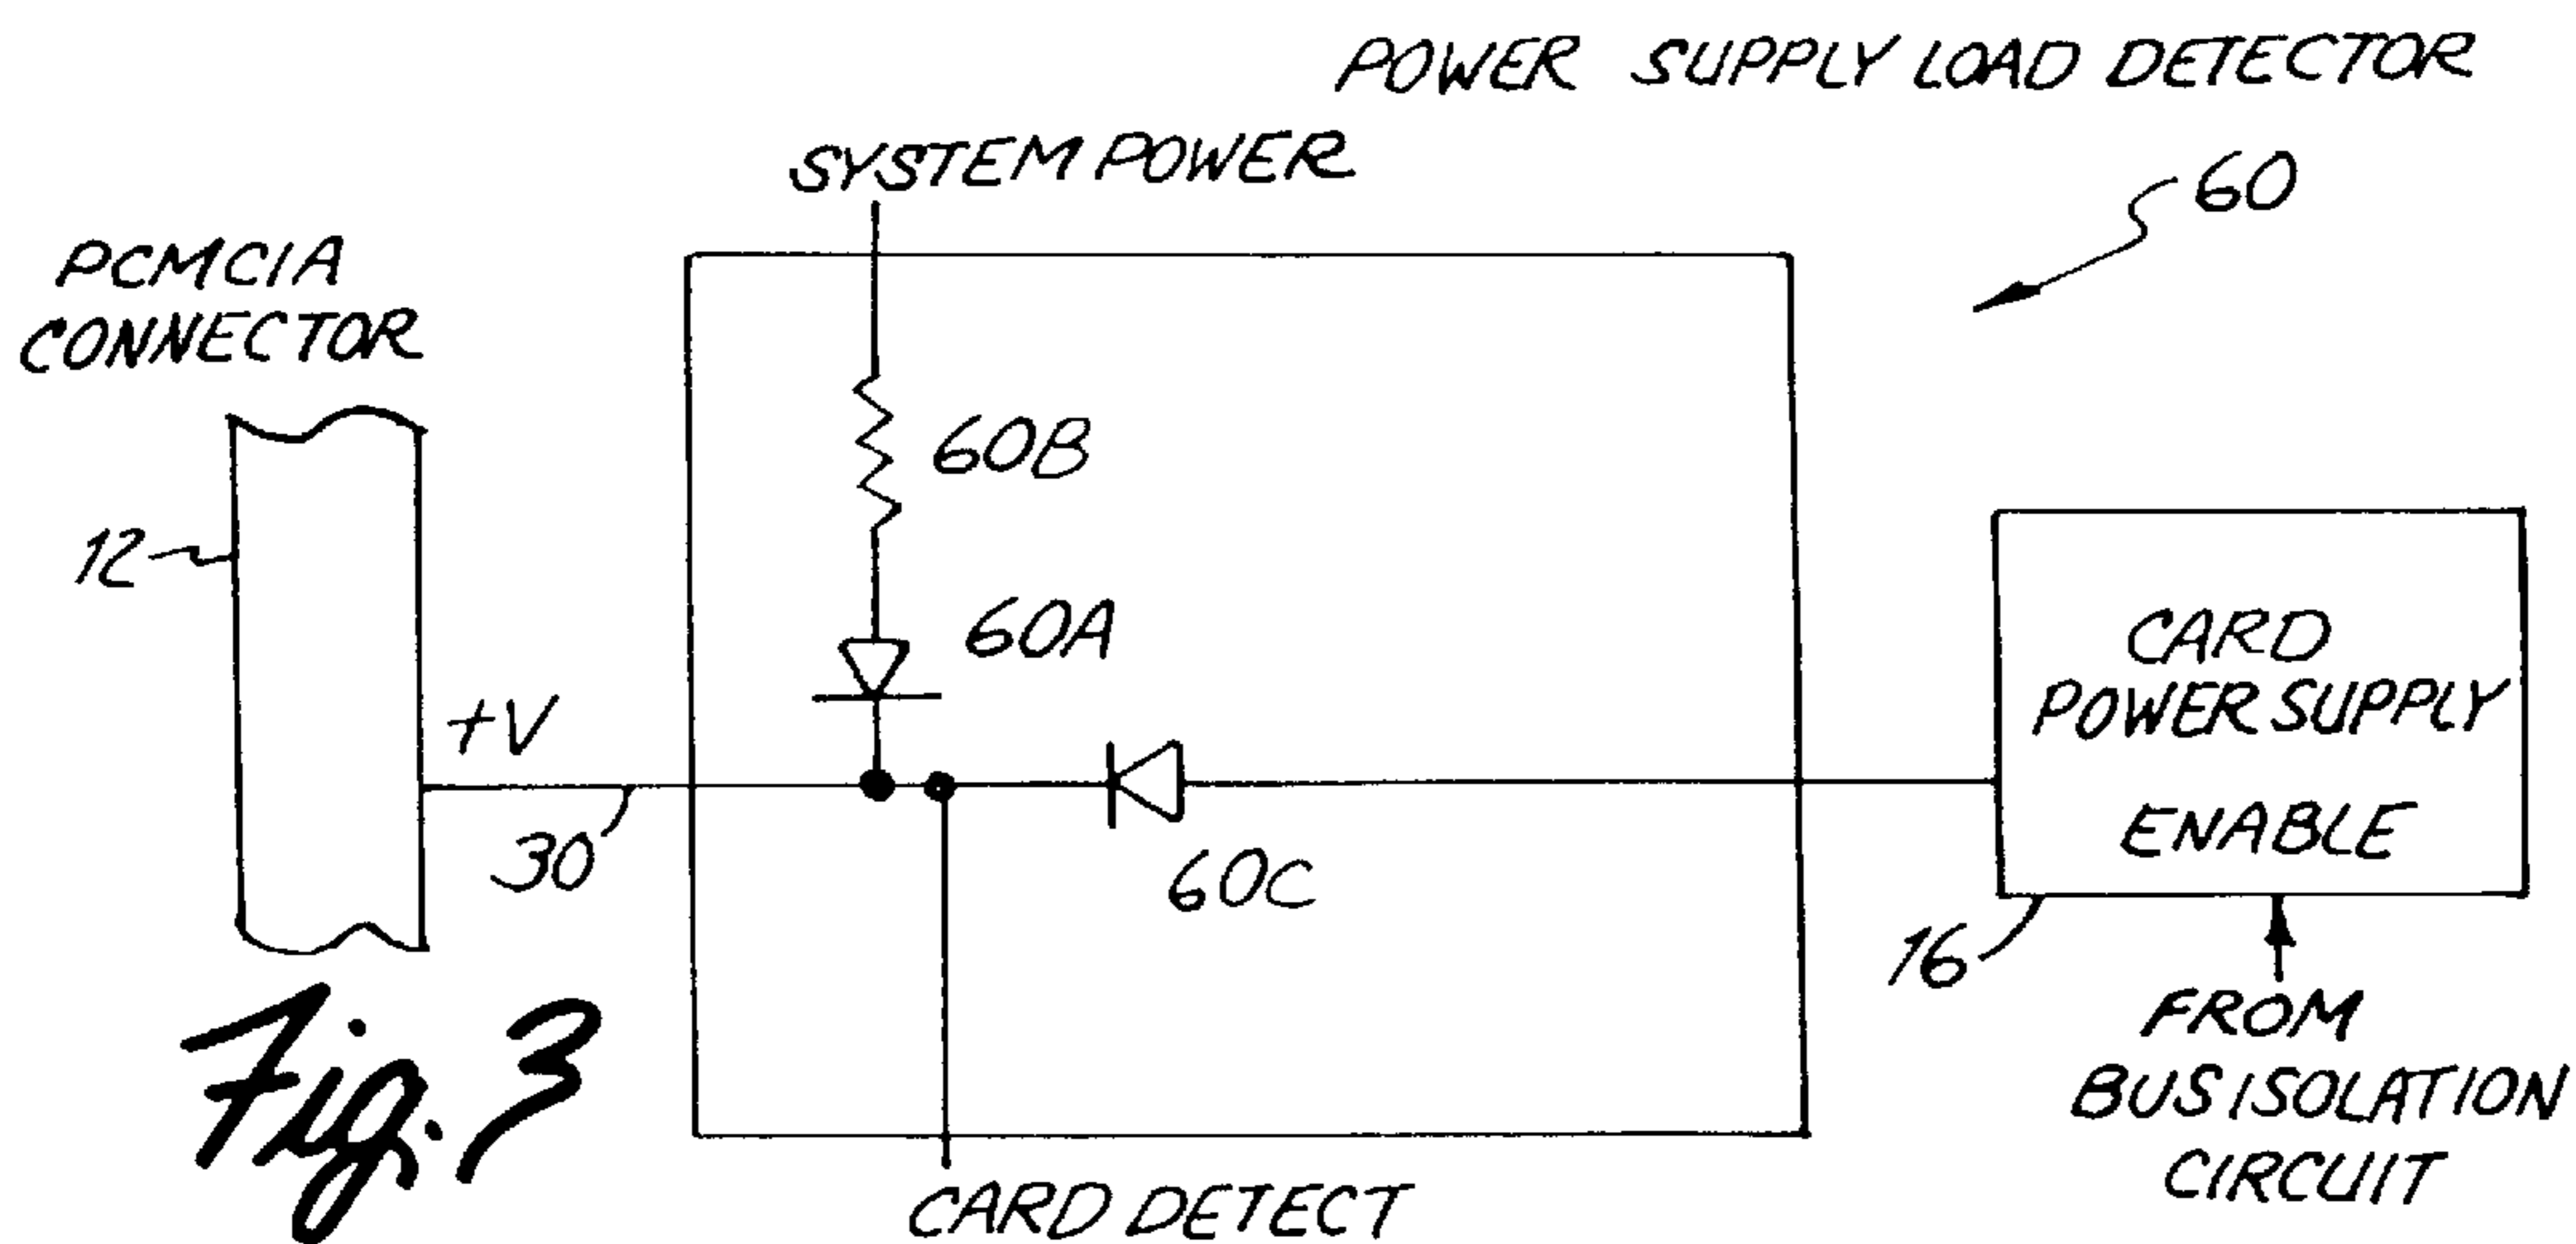 POWER SUPPLY LOAD DETECTOR
SYSTEM POWER
60
PCMCIA
CONNECTOR
60B
12
60A
+V
CARD
POWER SUPPLY
ENABLE
30
60C
16
FROM
BUS ISOLATION
CIRCUIT
Fig. 3
CARD DETECT